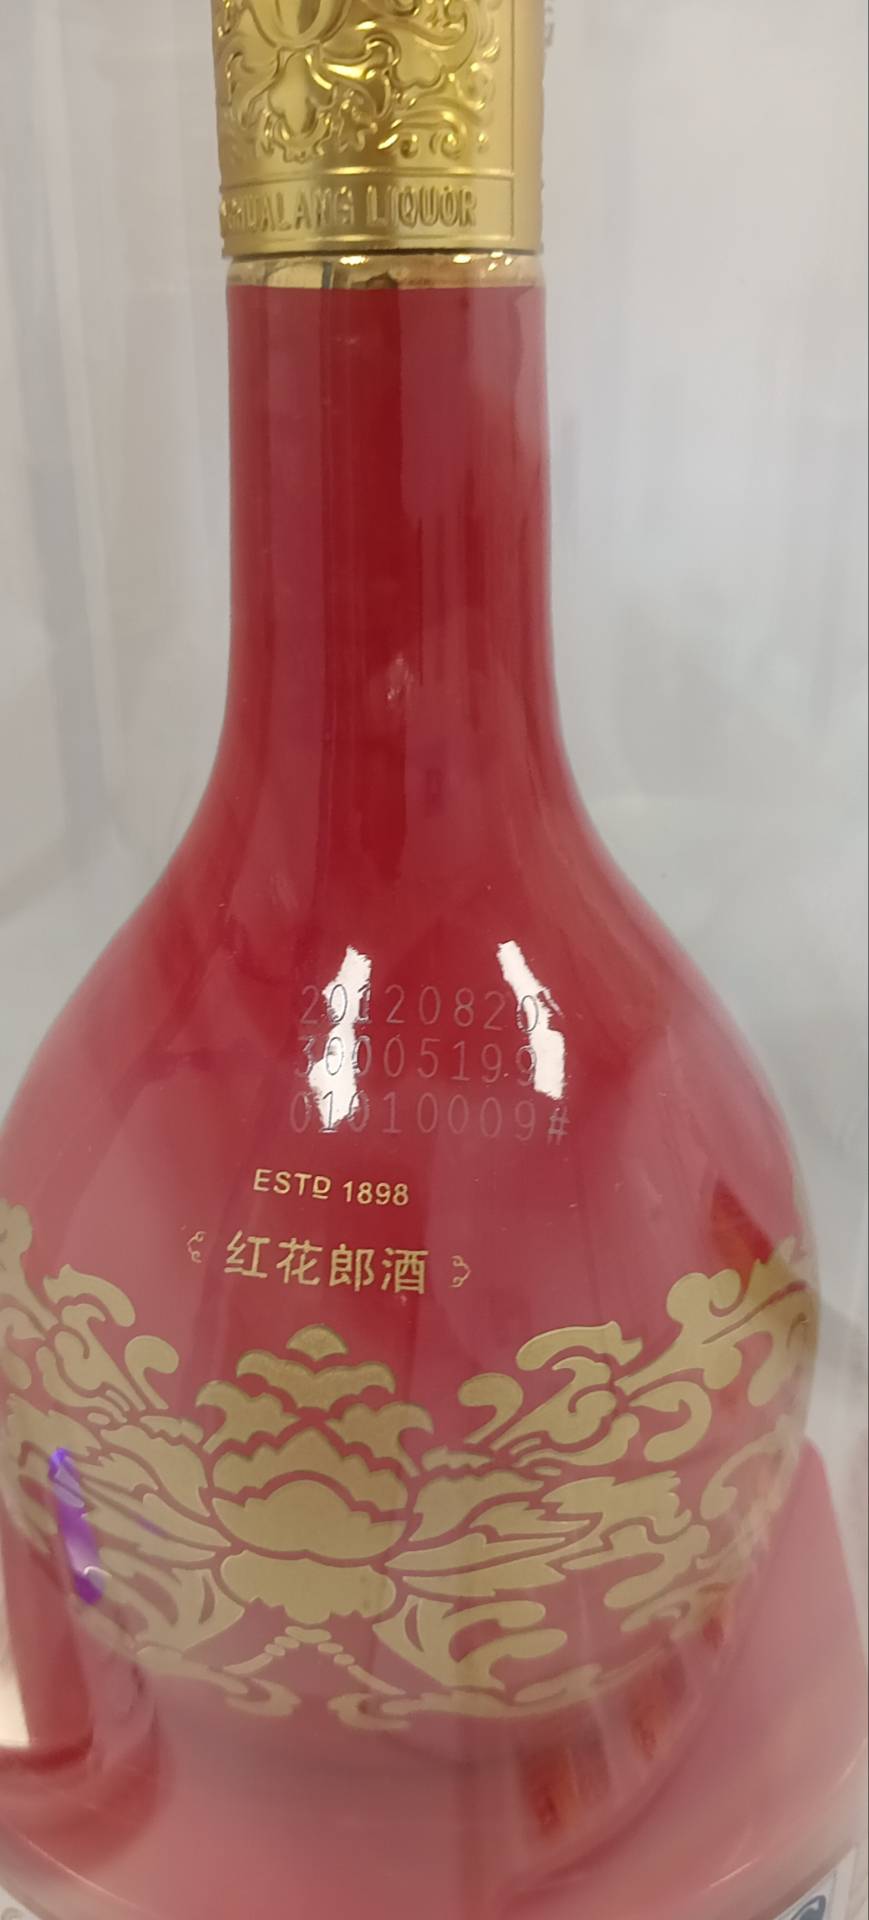 HUALANG LIQUOR
20120820
30005199
01010009#
ESTD 1898
红花郎酒